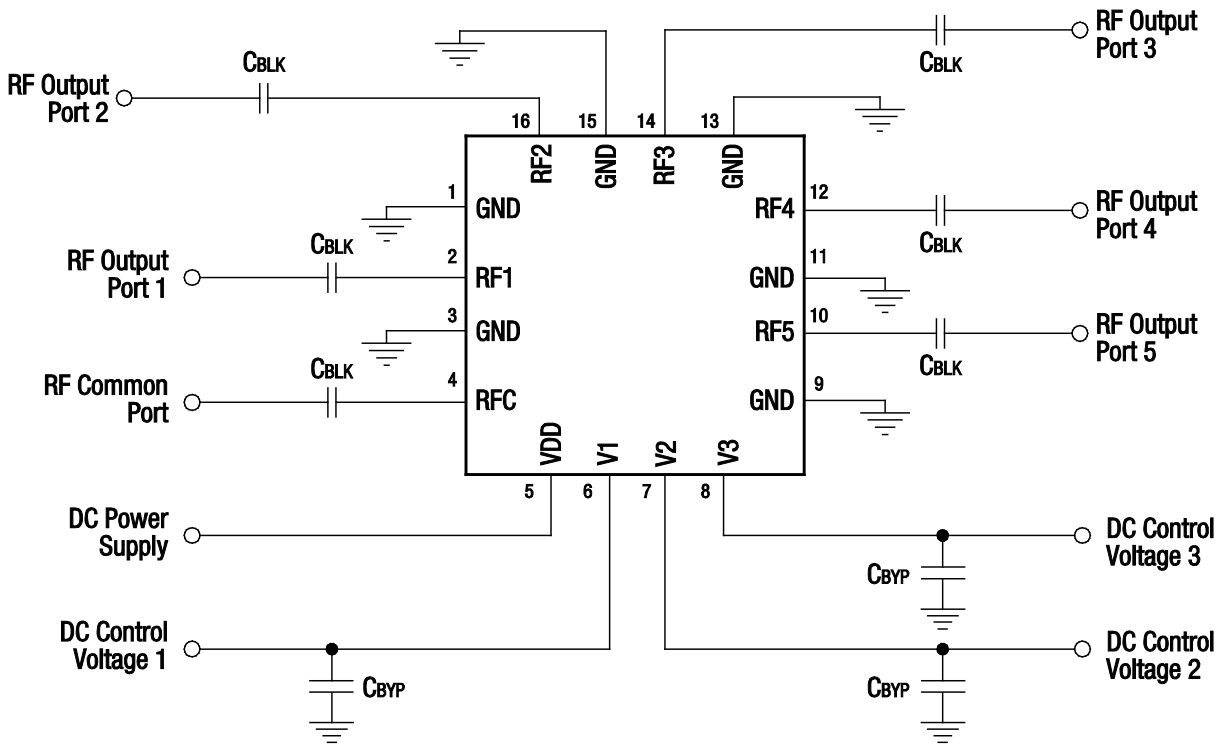 RF Output
Port 3
CBLK
CBLK
RF Output
Port 2
16
15
14
13
RF2
GND
RF3
GND
1
GND
12
RF4
RF Output
Port 4
CBLK
CBLK
RF Output
Port 1
2
RF1
11
GND
3
GND
10
RF5
RF Output
Port 5
CBLK
CBLK
RF Common
Port
4
RFC
9
GND
VDD
V1
V2
V3
5
6
7
8
DC Power
Supply
DC Control
Voltage 3
CBYP
DC Control
Voltage 1
DC Control
Voltage 2
CBYP
CBYP